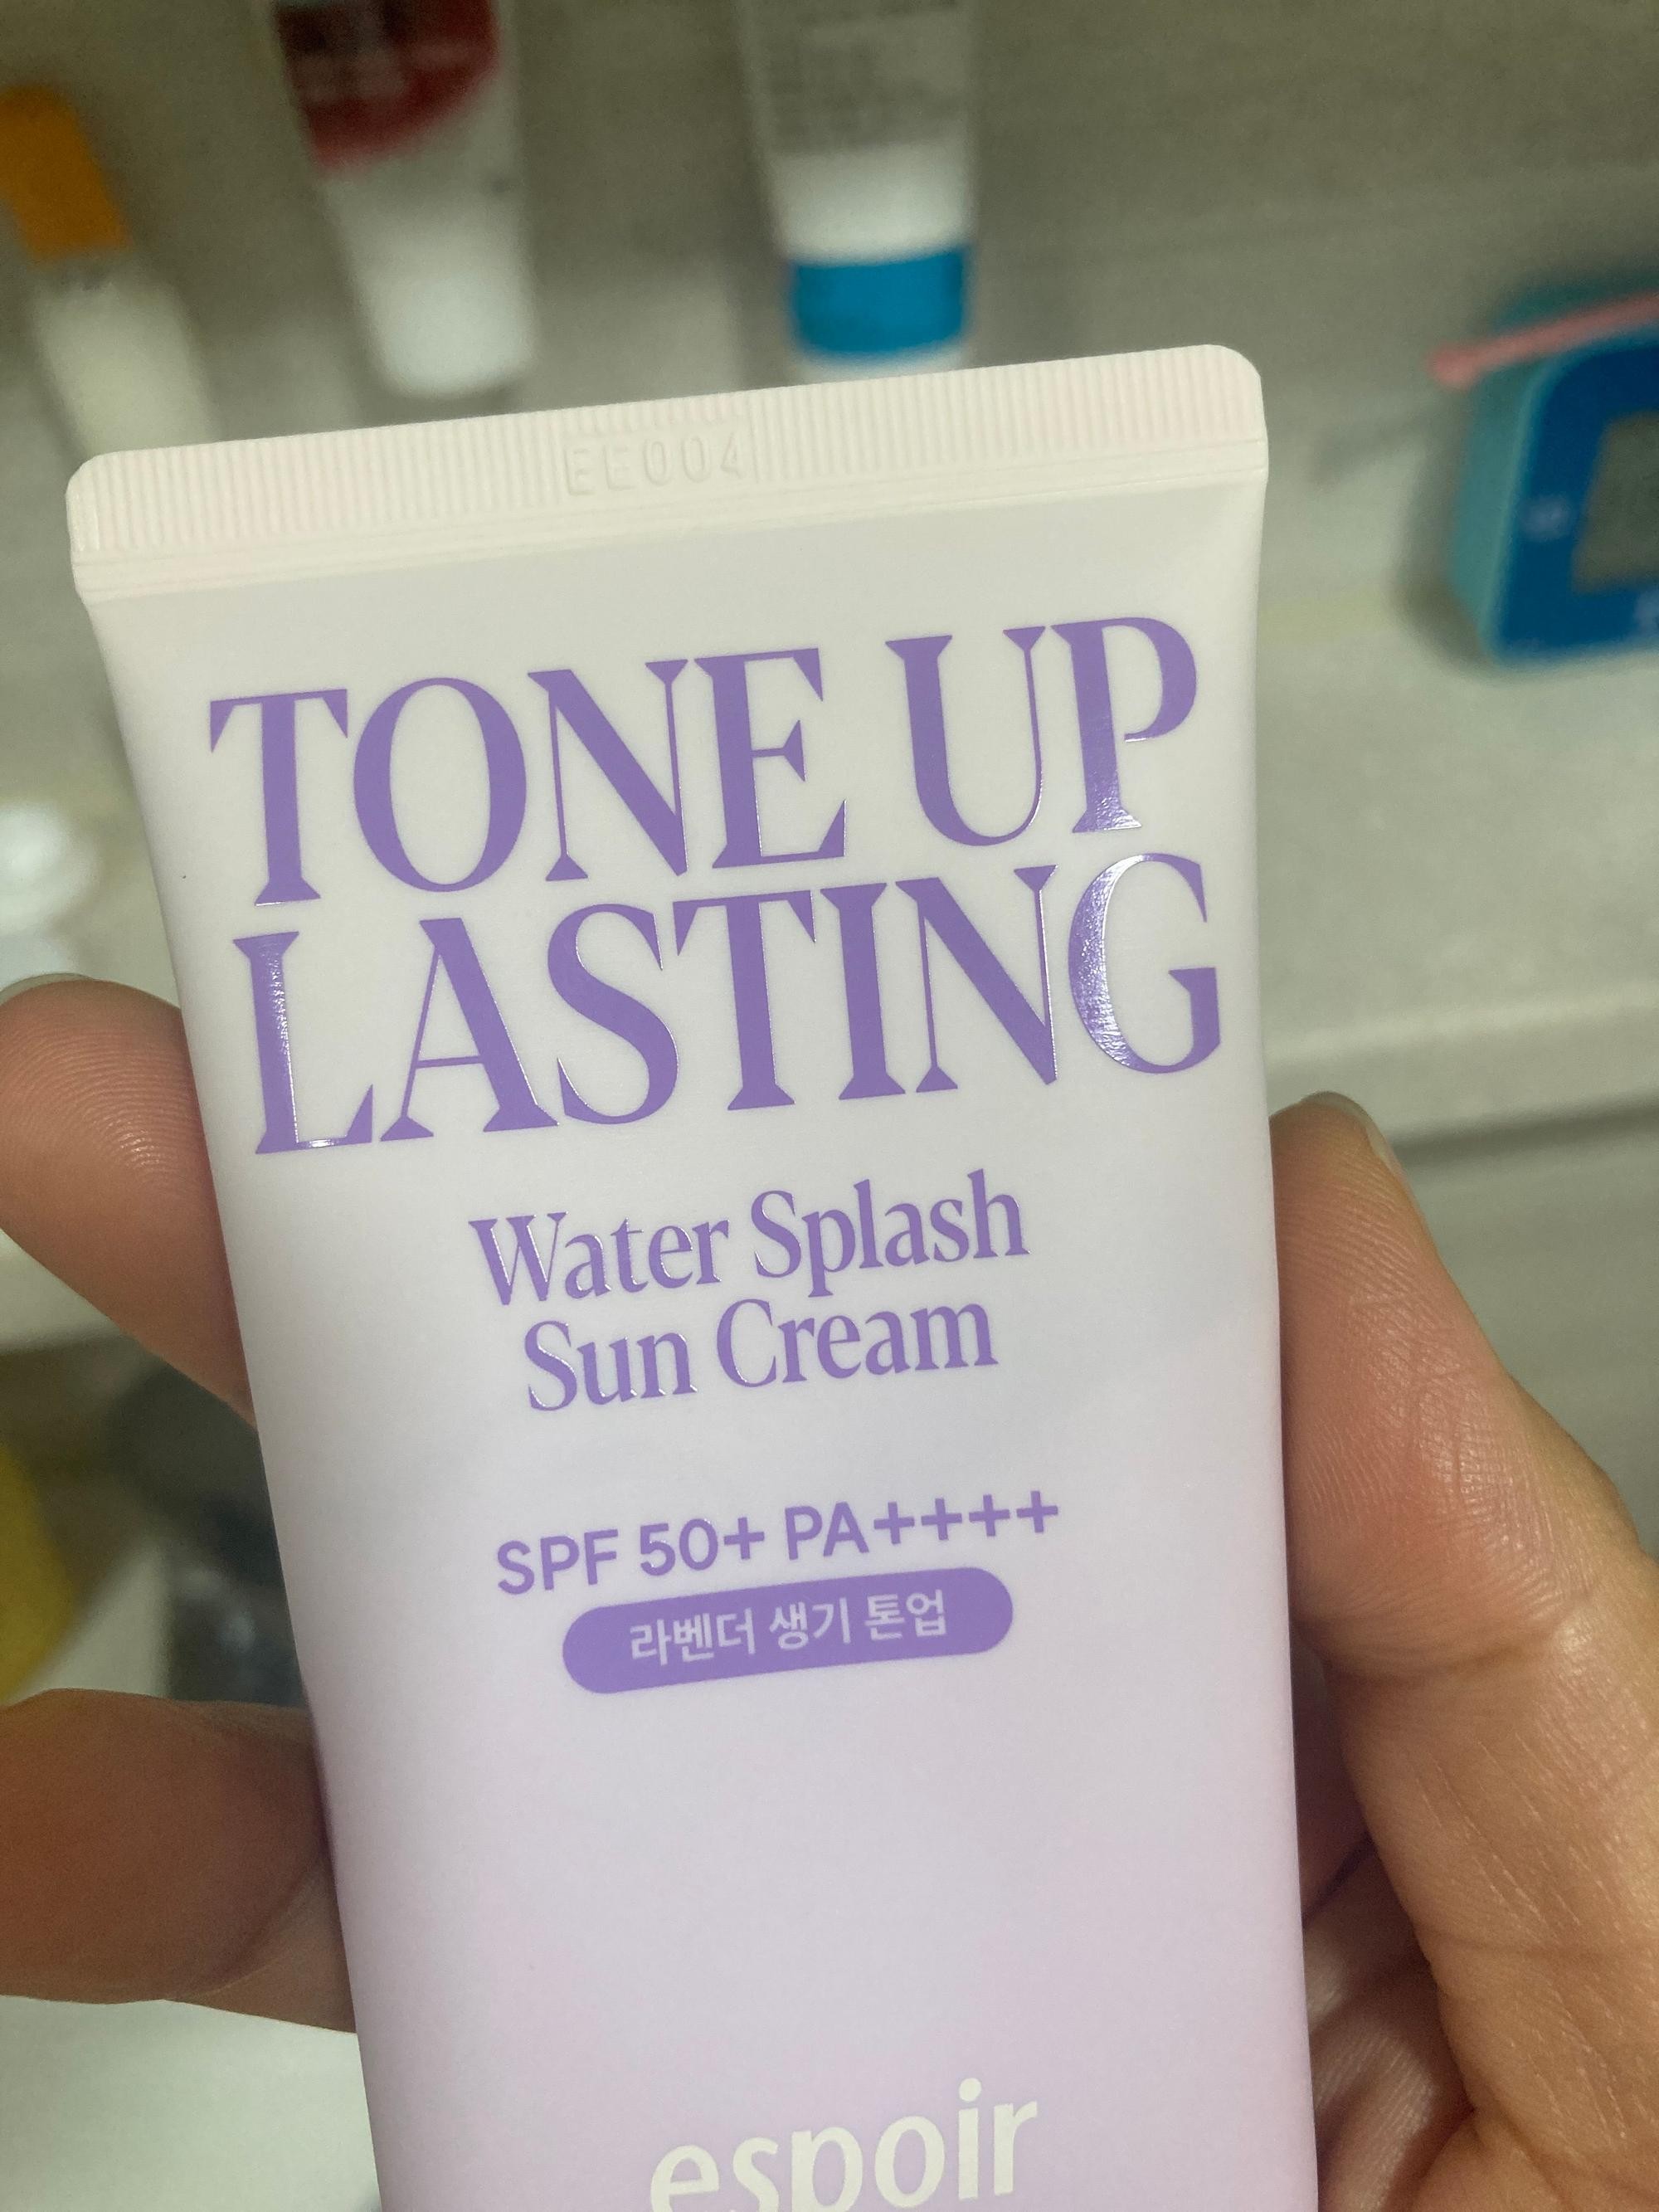 EE004
TONE UP
LASTING
Water Splash
Sun Cream
SPF 50+ PA++++
라벤더 생기 톤업
espoir